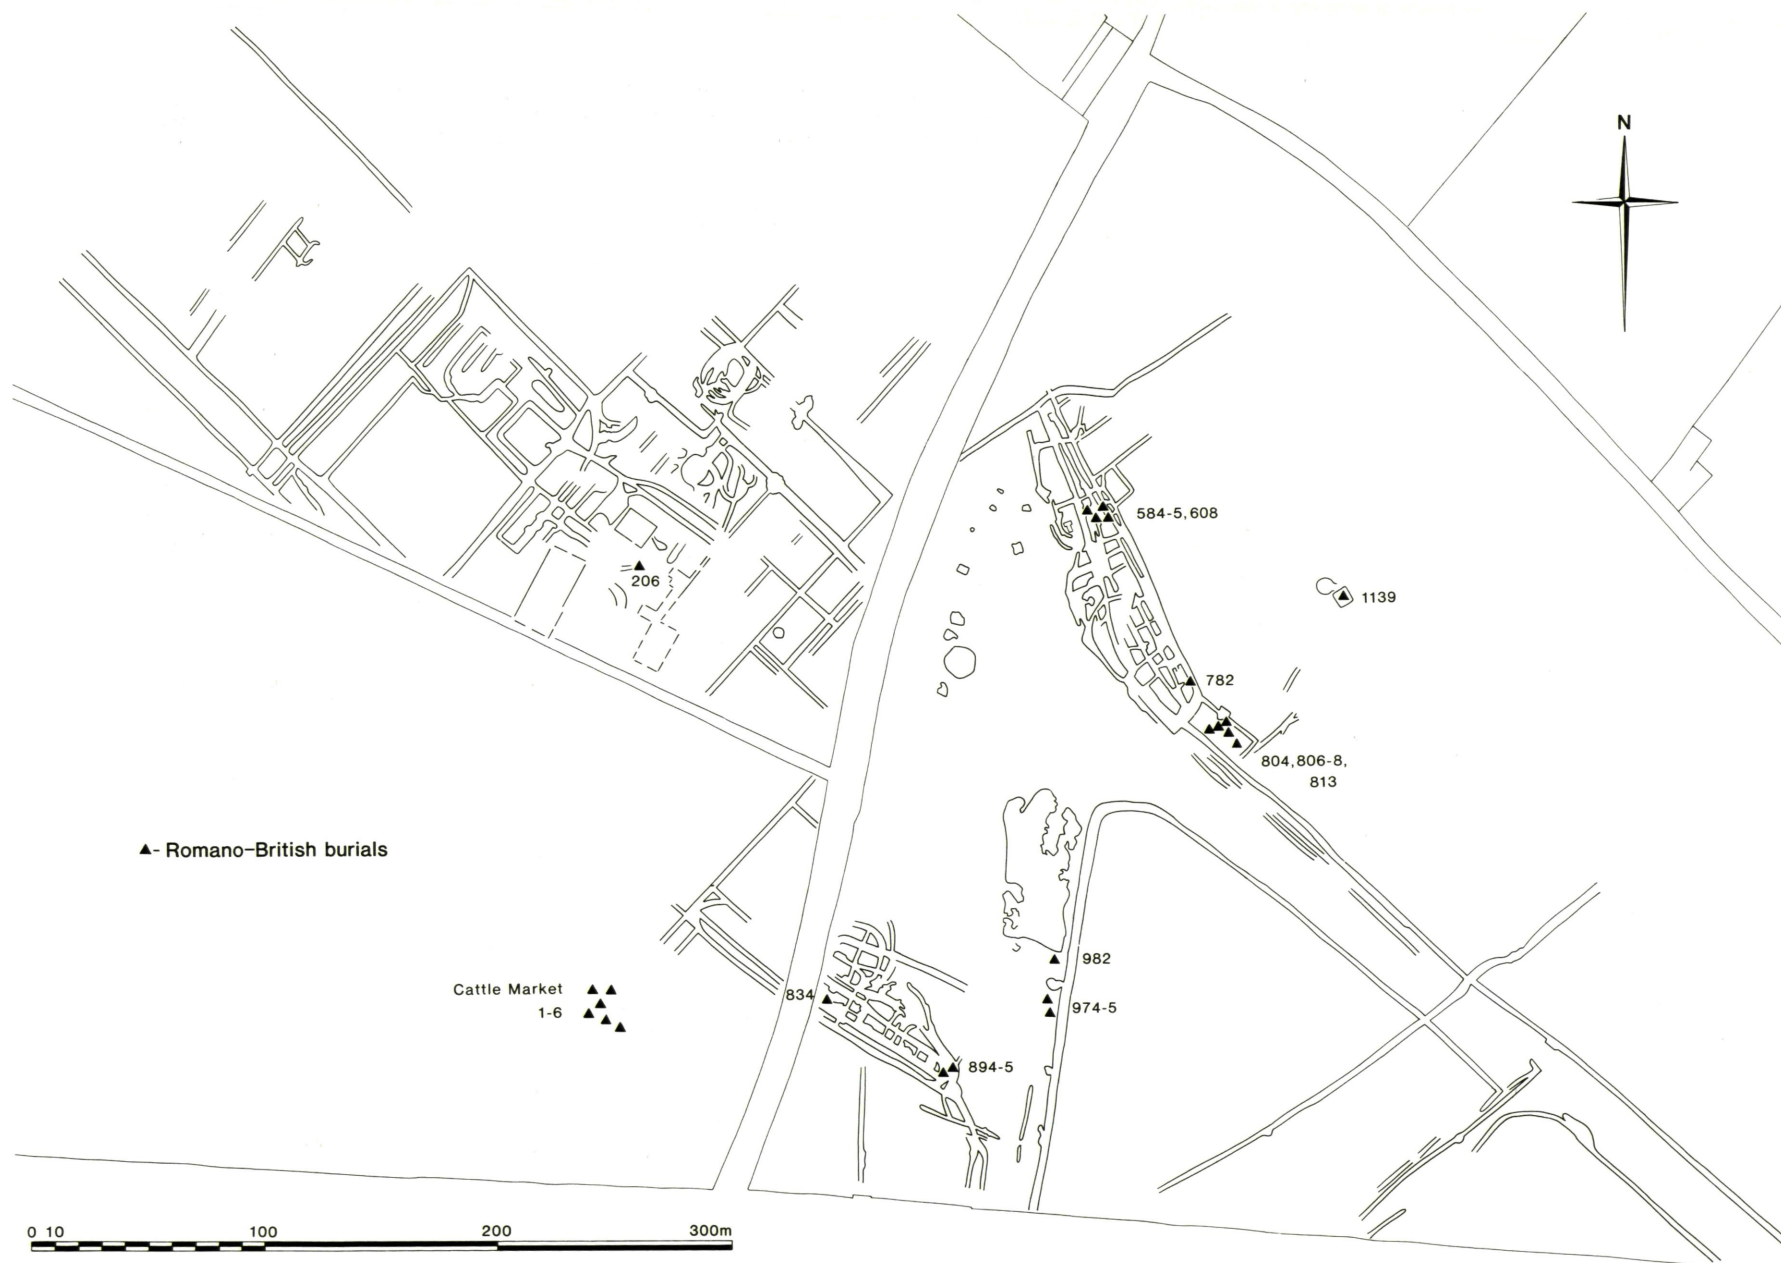 N
584-5,608
206
1139
782
804,806-8,
813
▲- Romano-British burials
982
Cattle Market
1-6
834
974-5
894-5
0 10 100 200 300m